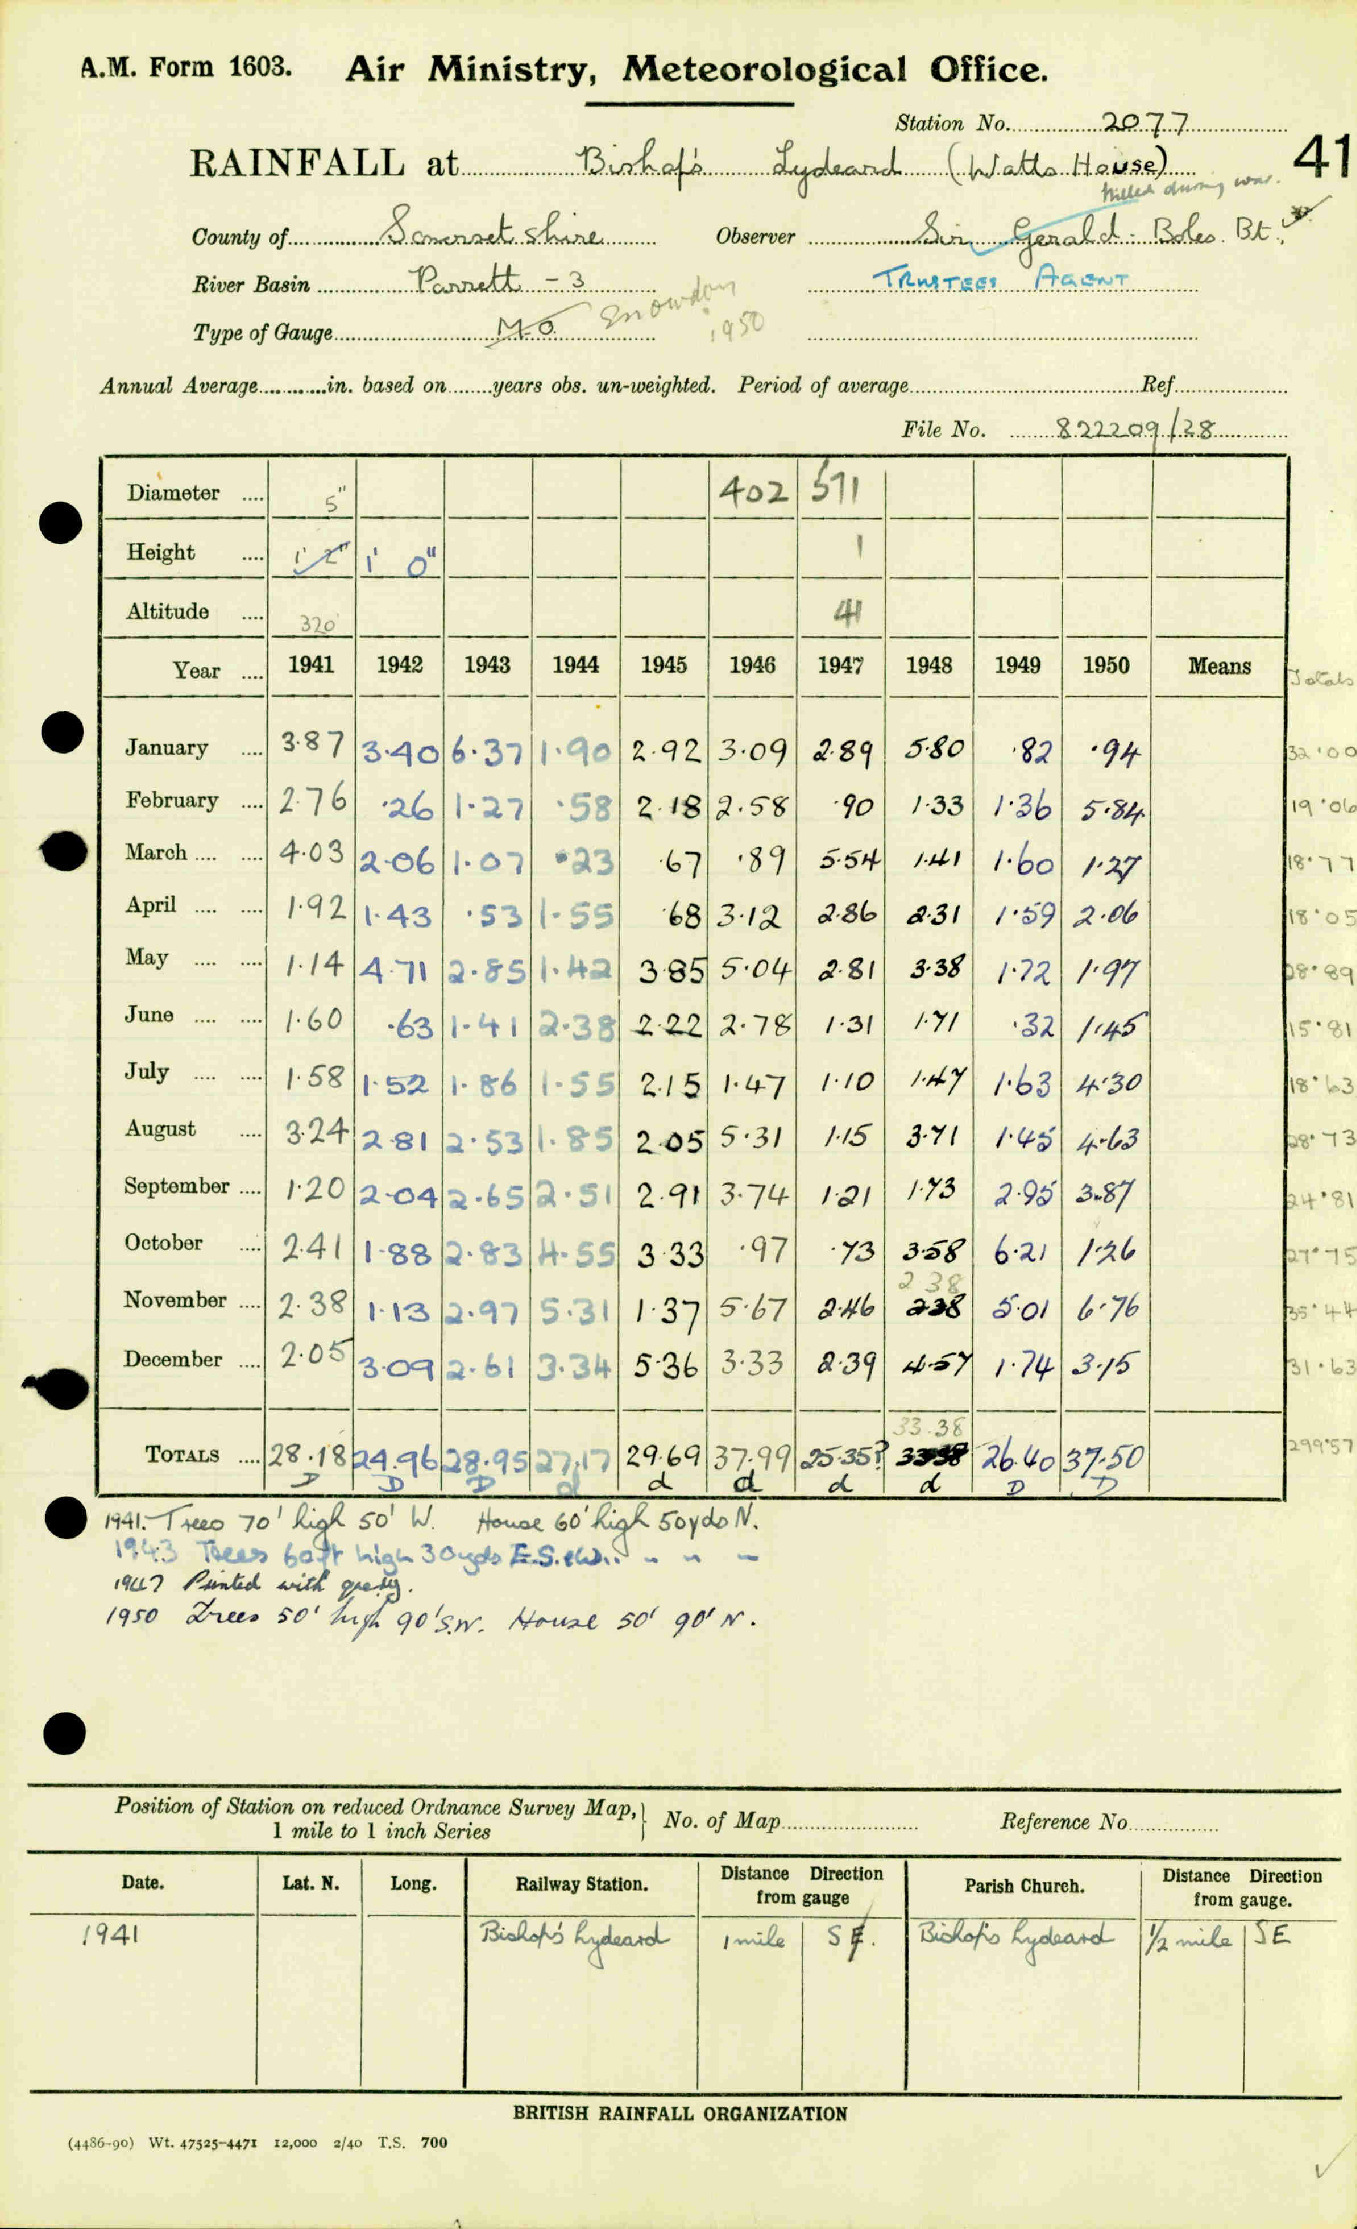 A.M. Form 1603. Air Ministry, Meteorological Office.
Station No. 2077
RAINFALL at Bishop's Lydeard (Watts House) 41
killed during war.
County of Somersetshire Observer Sir Gerald Boles Bt.
River Basin Parrett - 3 TRUSTEES AGENT
Type of Gauge M.O. Snowdon 1950
Annual Average in. based on years obs. un-weighted. Period of average Ref
File No. 822209/28
Diameter 5" 402 571
Height 1' 2" 1' 0" 1
Altitude 320 41
Year 1941 1942 1943 1944 1945 1946 1947 1948 1949 1950 Means Totals
January 3.87 3.40 6.37 1.90 2.92 3.09 2.89 5.80 .82 .94 32.00
February 2.76 .26 1.27 .58 2.18 2.58 .90 1.33 1.36 5.84 19.06
March 4.03 2.06 1.07 .23 .67 .89 5.54 1.41 1.60 1.27 18.77
April 1.92 1.43 .53 1.55 .68 3.12 2.86 2.31 1.59 2.06 18.05
May 1.14 4.71 2.85 1.42 3.85 5.04 2.81 3.38 1.72 1.97 28.89
June 1.60 .63 1.41 2.38 2.22 2.78 1.31 1.71 .32 1.45 15.81
July 1.58 1.52 1.86 1.55 2.15 1.47 1.10 1.47 1.63 4.30 18.63
August 3.24 2.81 2.53 1.85 2.05 5.31 1.15 3.71 1.45 4.63 28.73
September 1.20 2.04 2.65 2.51 2.91 3.74 1.21 1.73 2.95 3.87 24.81
October 2.41 1.88 2.83 4.55 3.33 .97 .73 3.58 6.21 1.26 27.75
2 38
November 2.38 1.13 2.97 5.31 1.37 5.67 2.46 2.38 5.01 6.76 35.44
December 2.05 3.09 2.61 3.34 5.36 3.33 2.39 4.57 1.74 3.15 31.63
33.38
TOTALS 28.18 24.96 28.95 27.17 29.69 37.99 25.35? 33.38 26.40 37.50 299.57
D D D d d d d d D D
1941. Trees 70' high 50' W. House 60' high 50yds N.
1943 Trees 60ft high 30yds E.S.&W. " " "
1947 Painted with
1950 Trees 50' high 90' S.W. House 50' 90' N.
Position of Station on reduced Ordnance Survey Map, No. of Map Reference No.
1 mile to 1 inch Series
Date. Lat. N. Long. Railway Station. Distance Direction from gauge Parish Church. Distance Direction from gauge.
1941 Bishop's Lydeard 1 mile SE. Bishop's Lydeard 1/2 mile SE
BRITISH RAINFALL ORGANIZATION
(4486-90) Wt. 47525-4471 12,000 2/40 T.S. 700